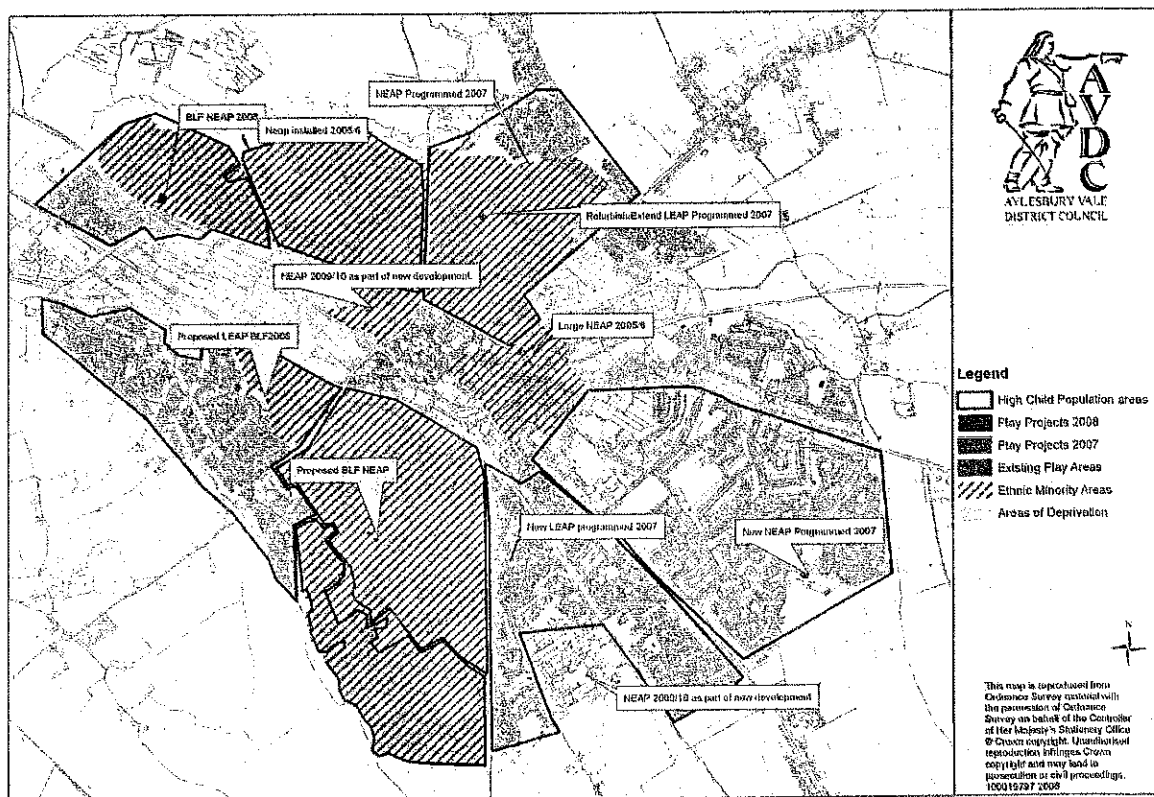 NEAP Programmed 2007
BLF NEAP 2008
Neap installed 2005/6
Refurbish/Extend LEAP Programmed 2007
NEAP 2009/10 as part of new development.
Large NEAP 2005/6
Proposed LEAP BLF2008
Proposed BLF NEAP
New LEAP programmed 2007
New NEAP Programmed 2007
NEAP 2009/10 as part of new development
AVDC
AYLESBURY VALE
DISTRICT COUNCIL
Legend
High Child Population areas
Play Projects 2008
Play Projects 2007
Existing Play Areas
Ethnic Minority Areas
Areas of Deprivation
N
This map is reproduced from
Ordnance Survey material with
the permission of Ordnance
Survey on behalf of the Controller
of Her Majesty's Stationery Office
© Crown copyright. Unauthorised
reproduction infringes Crown
copyright and may lead to
prosecution or civil proceedings.
100019797 2008